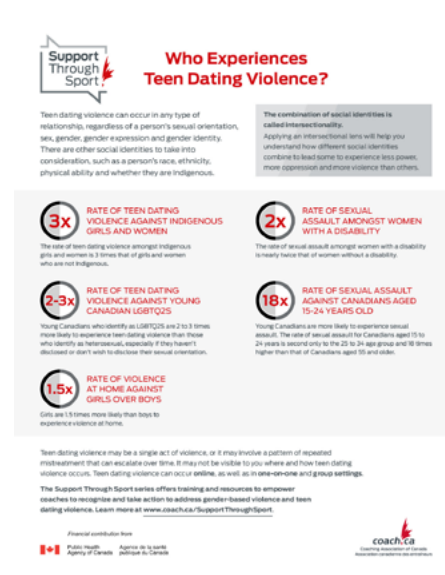 Support
Through
Sport
Who Experiences
Teen Dating Violence?
Teen dating violence can occur in any type of
relationship, regardless of a person's sexual orientation,
sex, gender, gender expression and gender identity.
There are other social identities to take into
consideration, such as a person's race, ethnicity,
physical ability and whether they are Indigenous.
The combination of social identities is
called intersectionality.
Applying an intersectional lens will help you
understand how different social identities
combine to lead some to experience less power,
more oppression and more violence than others.
3x
RATE OF TEEN DATING
VIOLENCE AGAINST INDIGENOUS
GIRLS AND WOMEN
The rate of teen dating violence amongst Indigenous
girls and women is 3 times that of girls and women
who are not Indigenous.
2x
RATE OF SEXUAL
ASSAULT AMONGST WOMEN
WITH A DISABILITY
The rate of sexual assault amongst women with a disability
is nearly twice that of women without a disability.
2-3x
RATE OF TEEN DATING
VIOLENCE AGAINST YOUNG
CANADIAN LGBTQ2S
Young Canadians who identify as LGBTQ2S are 2 to 3 times
more likely to experience teen dating violence than those
who identify as heterosexual, especially if they haven't
disclosed or don't wish to disclose their sexual orientation.
18x
RATE OF SEXUAL ASSAULT
AGAINST CANADIANS AGED
15-24 YEARS OLD
Young Canadians are more likely to experience sexual
assault. The rate of sexual assault for Canadians aged 15 to
24 years is second only to the 25 to 34 age group and 18 times
higher than that of Canadians aged 55 and older.
1.5x
RATE OF VIOLENCE
AT HOME AGAINST
GIRLS OVER BOYS
Girls are 1.5 times more likely than boys to
experience violence at home.
Teen dating violence may be a single act of violence, or it may involve a pattern of repeated
mistreatment that can escalate over time. It may not be visible to you where and how teen dating
violence occurs. Teen dating violence can occur online, as well as in one-on-one and group settings.
The Support Through Sport series offers training and resources to empower
coaches to recognize and take action to address gender-based violence and teen
dating violence. Learn more at www.coach.ca/SupportThroughSport.
Financial contribution from
Public Health Agence de la santé
Agency of Canada publique du Canada
coach.ca
Coaching Association of Canada
Association canadienne des entraîneurs